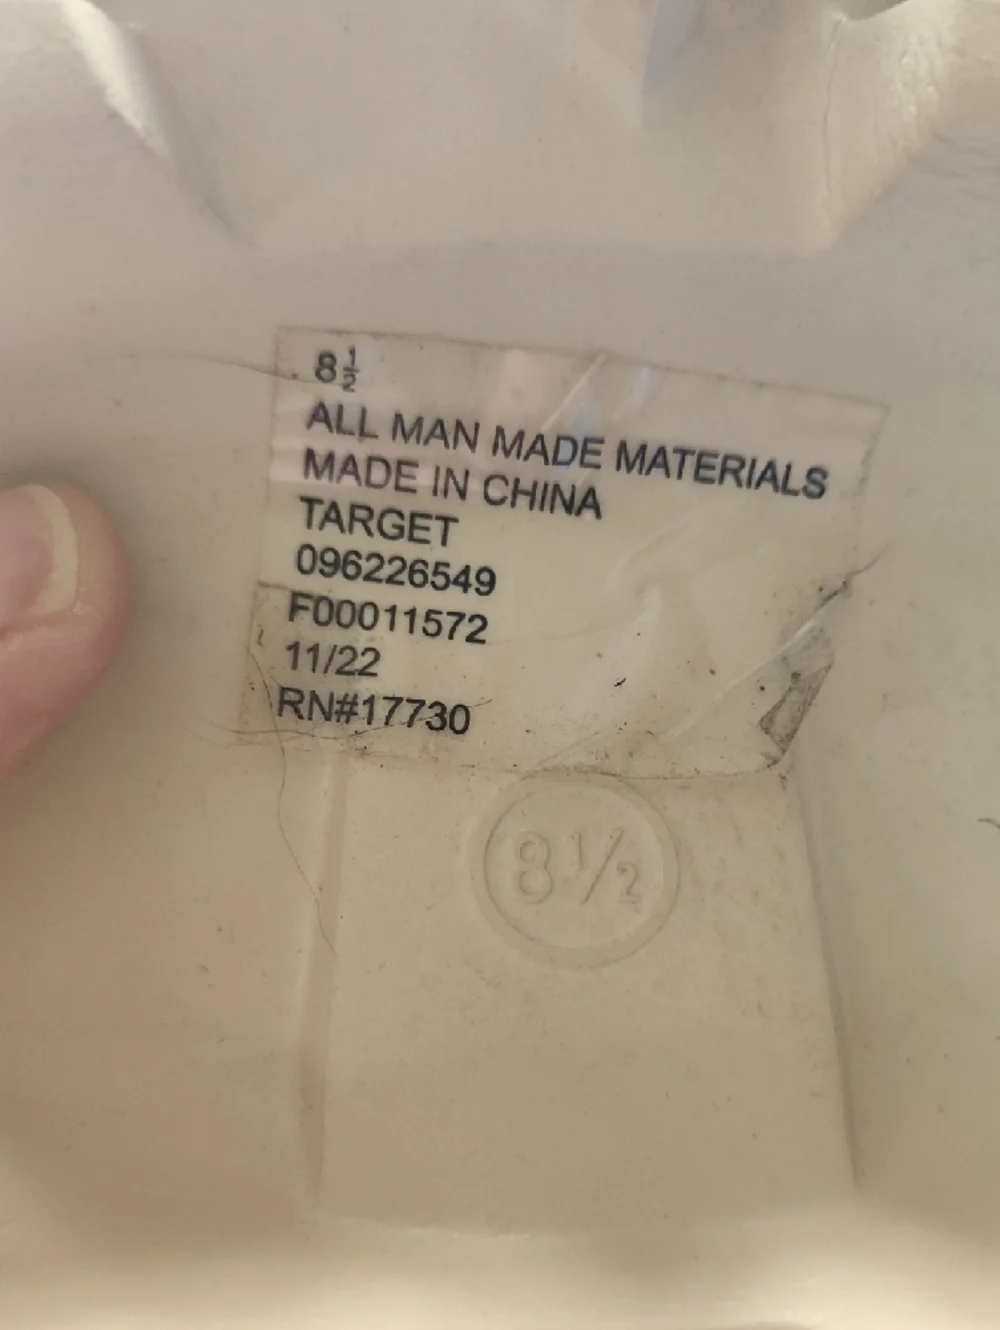 8½
ALL MAN MADE MATERIALS
MADE IN CHINA
TARGET
096226549
F00011572
11/22
RN#17730
8½